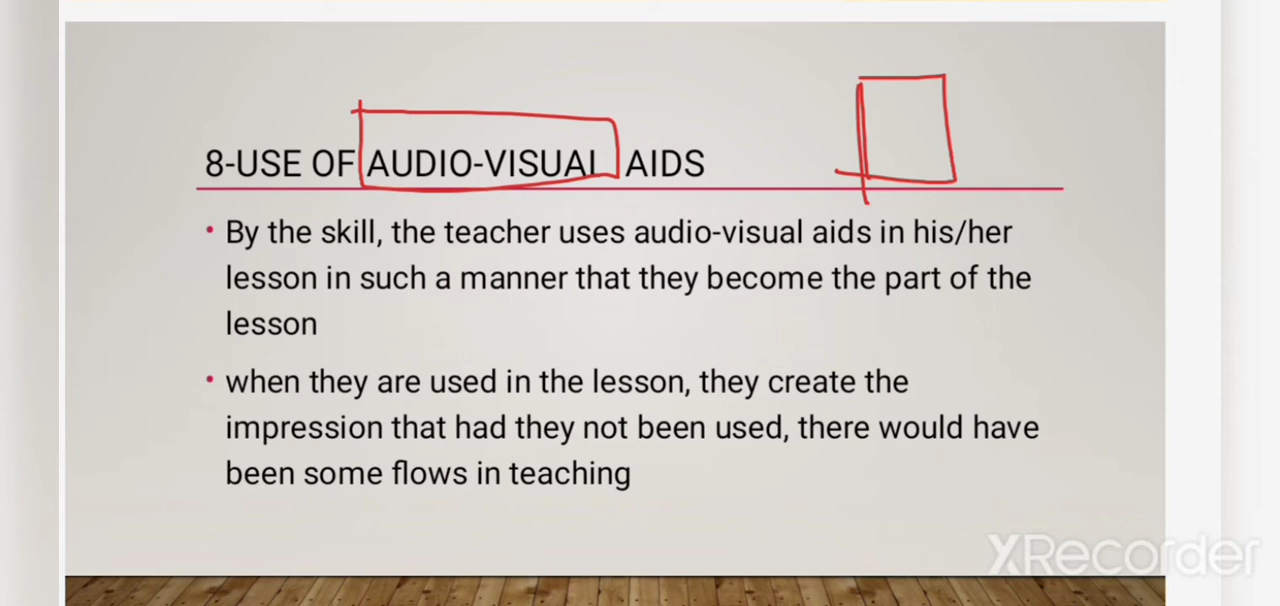 8-USE OF AUDIO-VISUAL AIDS
• By the skill, the teacher uses audio-visual aids in his/her
lesson in such a manner that they become the part of the
lesson
• when they are used in the lesson, they create the
impression that had they not been used, there would have
been some flows in teaching
XRecorder